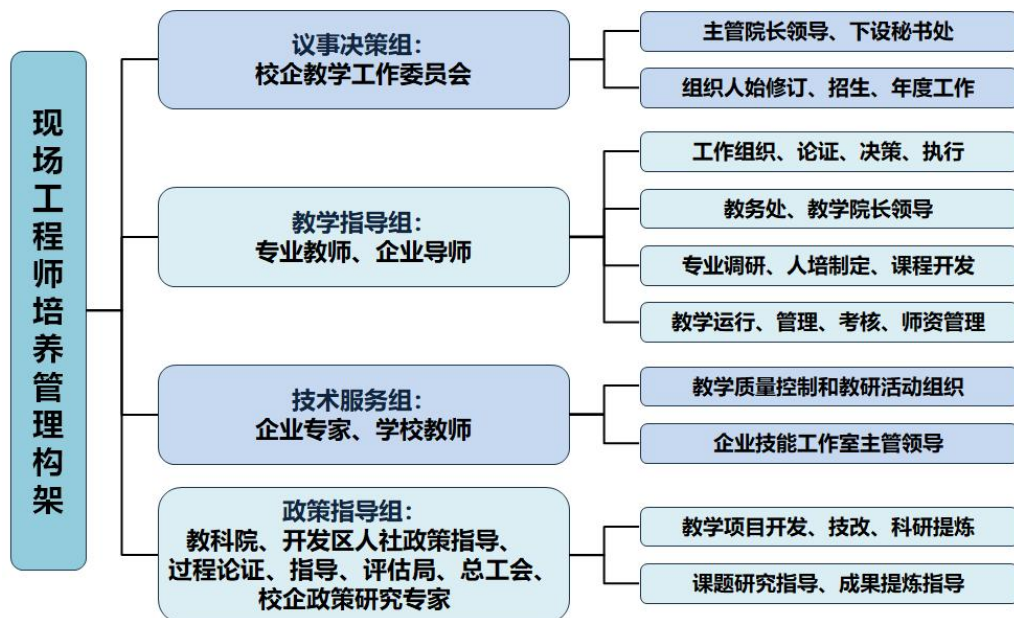 现场工程师培养管理构架
议事决策组：
校企教学工作委员会
主管院长领导、下设秘书处
组织人始修订、招生、年度工作
教学指导组：
专业教师、企业导师
工作组织、论证、决策、执行
教务处、教学院长领导
专业调研、人培制定、课程开发
教学运行、管理、考核、师资管理
技术服务组：
企业专家、学校教师
教学质量控制和教研活动组织
企业技能工作室主管领导
政策指导组：
教科院、开发区人社政策指导、
过程论证、指导、评估局、总工会、
校企政策研究专家
教学项目开发、技改、科研提炼
课题研究指导、成果提炼指导